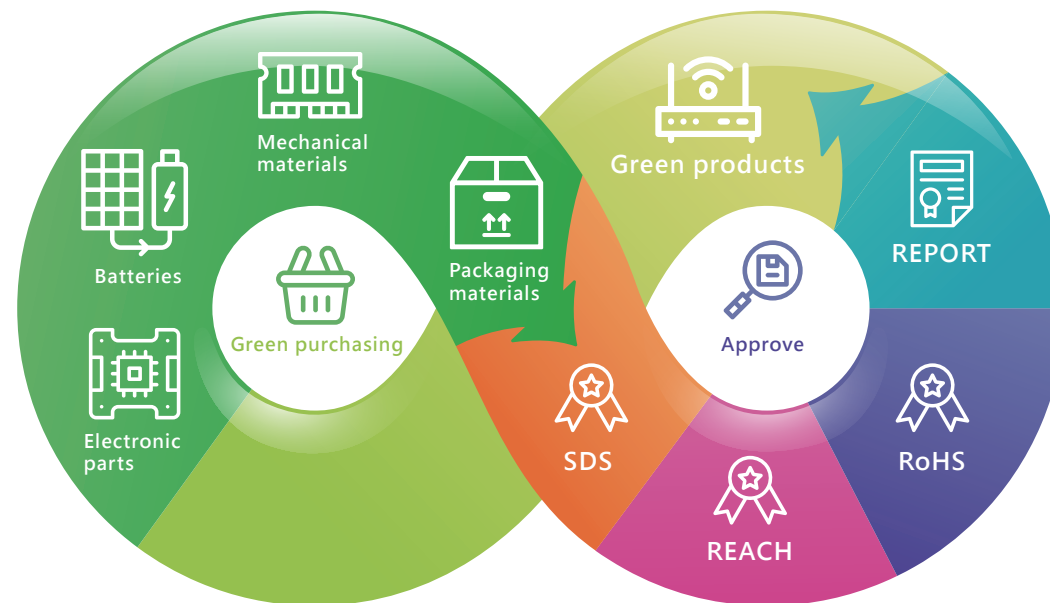 Mechanical
materials
Batteries
Packaging
materials
Green purchasing
Electronic
parts
Green products
REPORT
Approve
SDS
RoHS
REACH